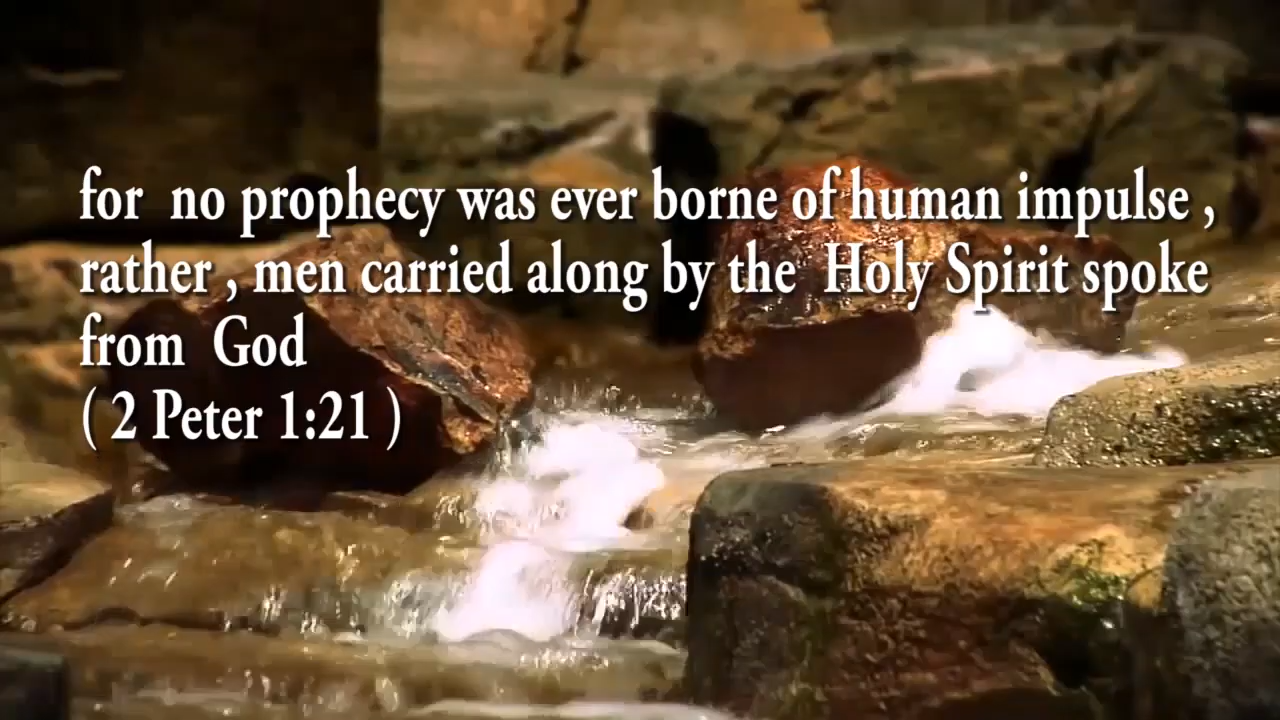 for no prophecy was ever borne of human impulse ,
rather , men carried along by the Holy Spirit spoke
from God
( 2 Peter 1:21 )